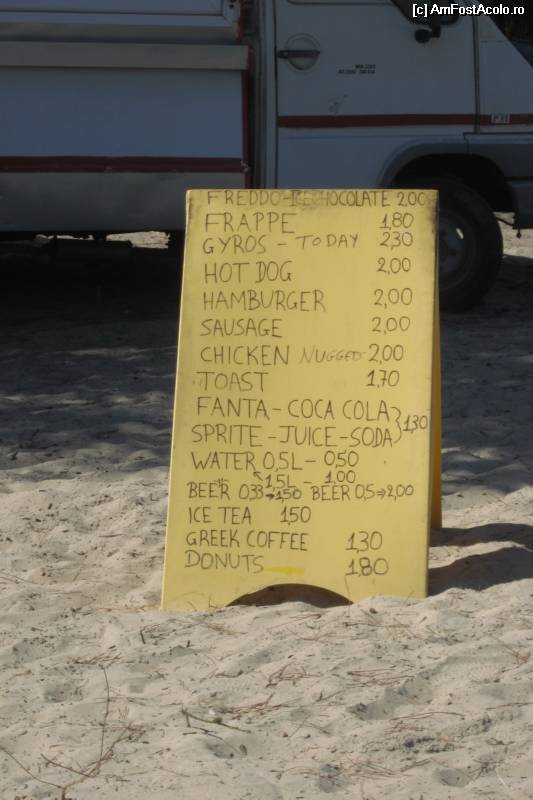 [c] AmFostAcolo.ro
P 33
FREDDO- CHOCOLATE 2,00
FRAPPE 1,80
GYROS - TODAY 2,30
HOT DOG 2,00
HAMBURGER 2,00
SAUSAGE 2,00
CHICKEN NUGGED- 2,00
TOAST 1,70
FANTA - COCA COLA
SPRITE - JUICE - SODA } 1,30
WATER 0,5L - 0,50
1,5L - 1,00
BEER 0,33→1,50 BEER 0,5⇒2,00
ICE TEA 1,50
GREEK COFFEE 1,30
DONUTS 1,80